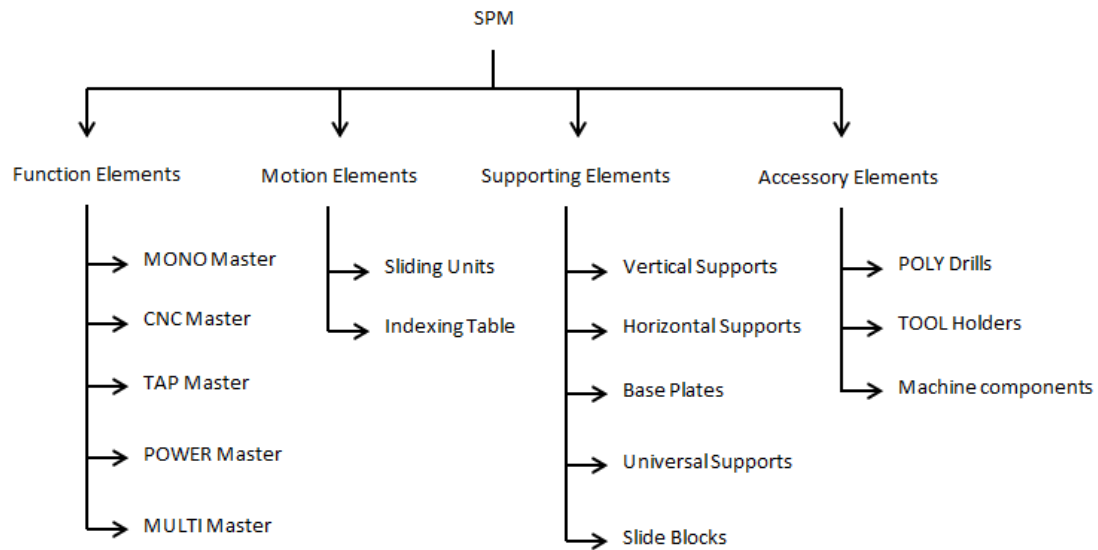 SPM
Function Elements
Motion Elements
Supporting Elements
Accessory Elements
MONO Master
CNC Master
TAP Master
POWER Master
MULTI Master
Sliding Units
Indexing Table
Vertical Supports
Horizontal Supports
Base Plates
Universal Supports
Slide Blocks
POLY Drills
TOOL Holders
Machine components